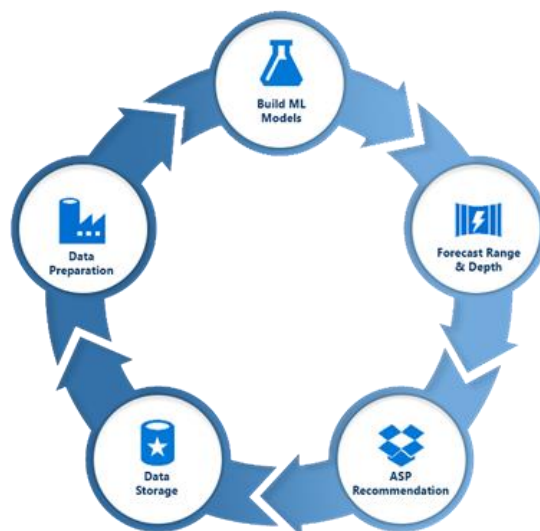 Build ML
Models
Forecast Range
& Depth
ASP
Recommendation
Data
Storage
Data
Preparation